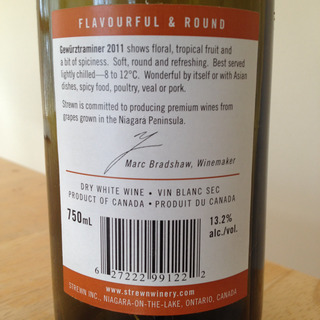 FLAVOURFUL & ROUND
Gewürztraminer 2011 shows floral, tropical fruit and
a bit of spiciness. Soft, round and refreshing. Best served
lightly chilled—8 to 12°C. Wonderful by itself or with Asian
dishes, spicy food, poultry, veal or pork.
Strewn is committed to producing premium wines from
grapes grown in the Niagara Peninsula.
Marc Bradshaw, Winemaker
DRY WHITE WINE • VIN BLANC SEC
PRODUCT OF CANADA • PRODUIT DU CANADA
750mL
13.2%
alc./vol.
6 27222 99122 2
www.strewnwinery.com
STREWN INC., NIAGARA-ON-THE-LAKE, ONTARIO, CANADA